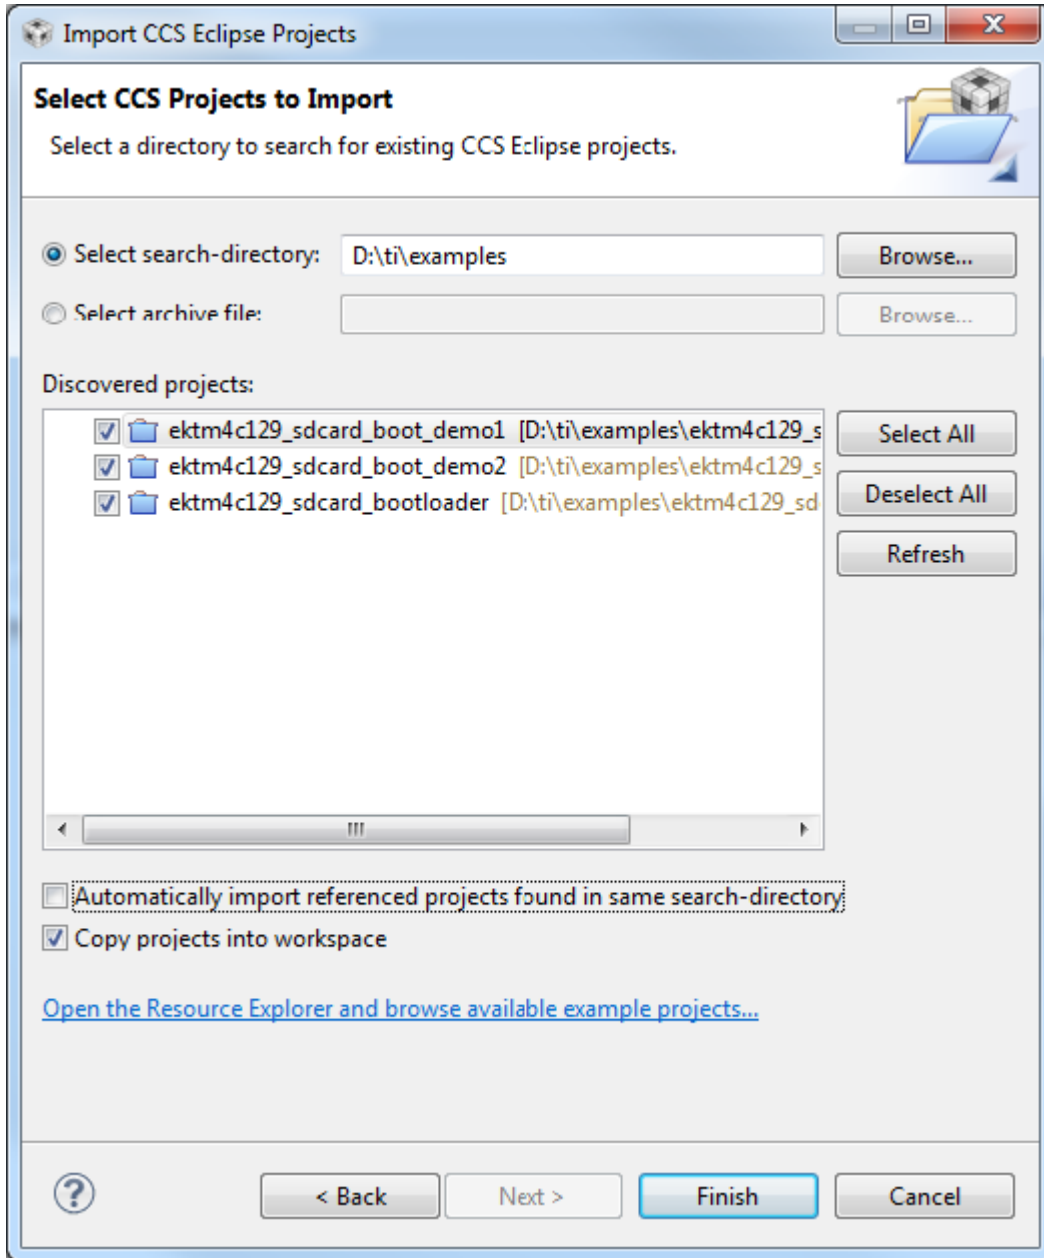 Import CCS Eclipse Projects
Select CCS Projects to Import
Select a directory to search for existing CCS Eclipse projects.
Select search-directory: D:\ti\examples Browse...
Select archive file: Browse...
Discovered projects:
ektm4c129_sdcard_boot_demo1 [D:\ti\examples\ektm4c129_s
Select All
ektm4c129_sdcard_boot_demo2 [D:\ti\examples\ektm4c129_s
ektm4c129_sdcard_bootloader [D:\ti\examples\ektm4c129_sd
Deselect All
Refresh
Automatically import referenced projects found in same search-directory
Copy projects into workspace
Open the Resource Explorer and browse available example projects...
? < Back Next > Finish Cancel